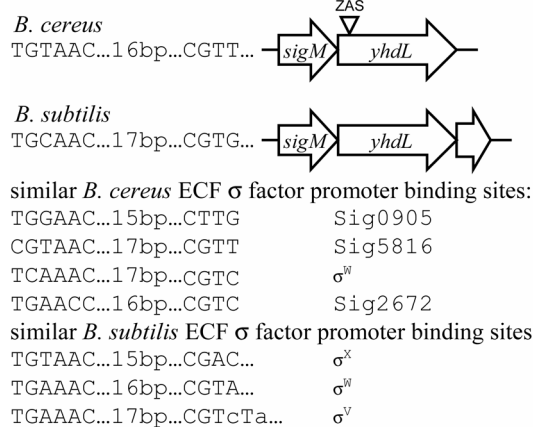 ZAS
B. cereus
TGTAAC…16bp…CGTT… sigM yhdL
B. subtilis
TGCAAC…17bp…CGTG… sigM yhdL
similar B. cereus ECF σ factor promoter binding sites:
TGGAAC…15bp…CTTG Sig0905
CGTAAC…17bp…CGTT Sig5816
TCAAAC…17bp…CGTC σW
TGAACC…16bp…CGTC Sig2672
similar B. subtilis ECF σ factor promoter binding sites
TGTAAC…15bp…CGAC… σX
TGAAAC…16bp…CGTA… σW
TGAAAC…17bp…CGTcTa… σV